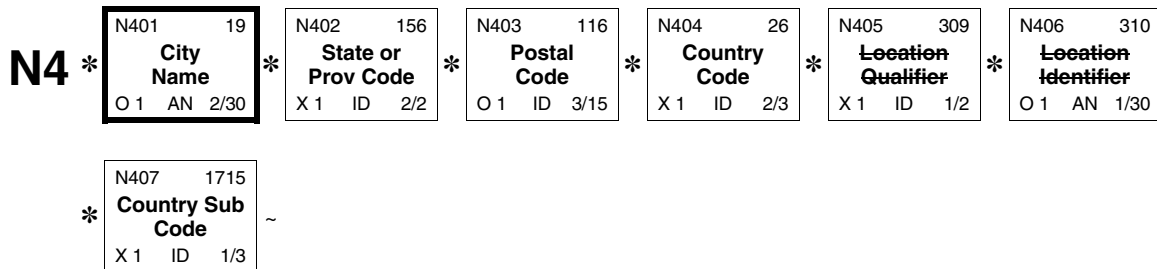 N401 19 N402 156 N403 116 N404 26 N405 309 N406 310
N4 * City Name * State or Prov Code * Postal Code * Country Code * Location Qualifier * Location Identifier
O 1 AN 2/30 X 1 ID 2/2 O 1 ID 3/15 X 1 ID 2/3 X 1 ID 1/2 O 1 AN 1/30
N407 1715
* Country Sub Code ~
X 1 ID 1/3